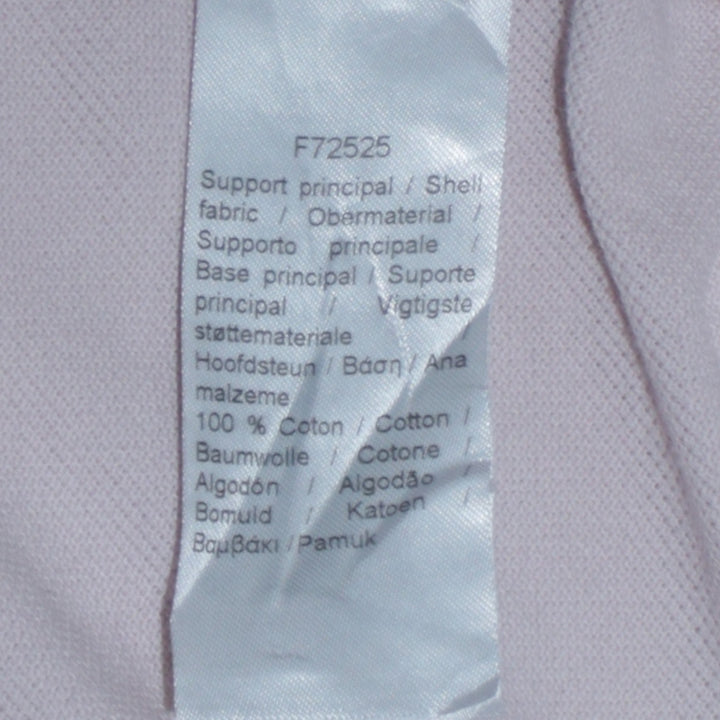 F72525
Support principal / Shell
fabric / Obermaterial /
Supporto principale /
Base principal / Suporte
principal / Vigtigste
støttemateriale /
Hoofdsteun / Βάση / Ana
malzeme
100 % Coton / Cotton /
Baumwolle / Cotone /
Algodón / Algodão /
Bomuld / Katoen /
Βαμβάκι / Pamuk